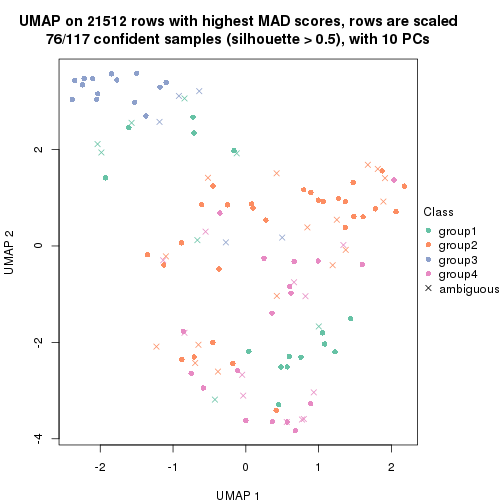 UMAP on 21512 rows with highest MAD scores, rows are scaled
76/117 confident samples (silhouette > 0.5), with 10 PCs
2
0
-2
-4
UMAP 2
-2
-1
0
1
2
UMAP 1
Class
group1
group2
group3
group4
ambiguous